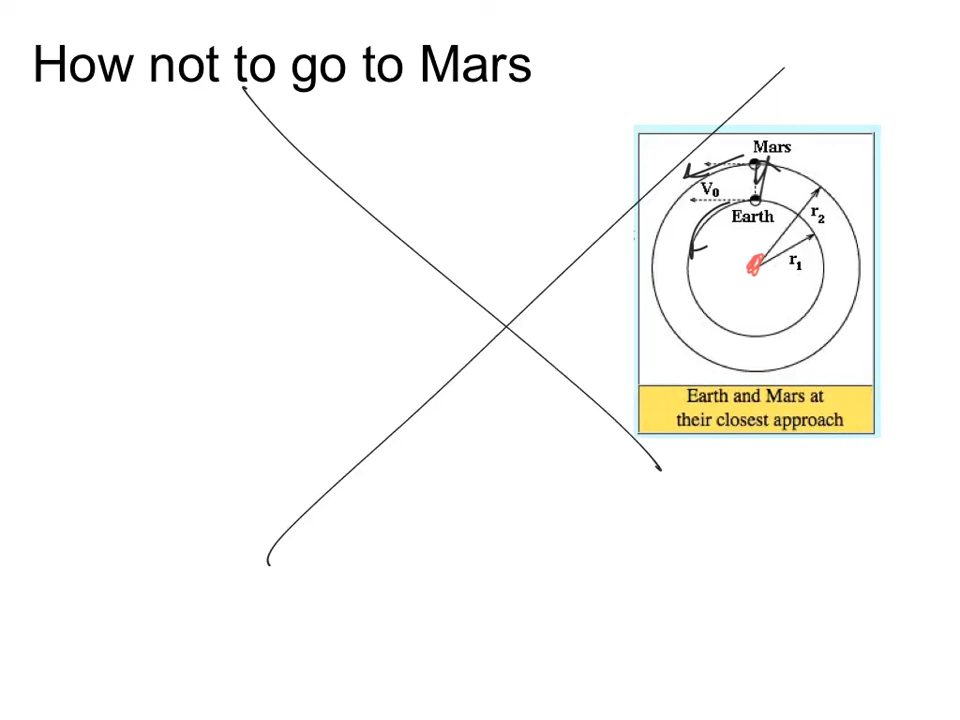 How not to go to Mars
Mars
V₀
Earth
r₂
r₁
Earth and Mars at
their closest approach